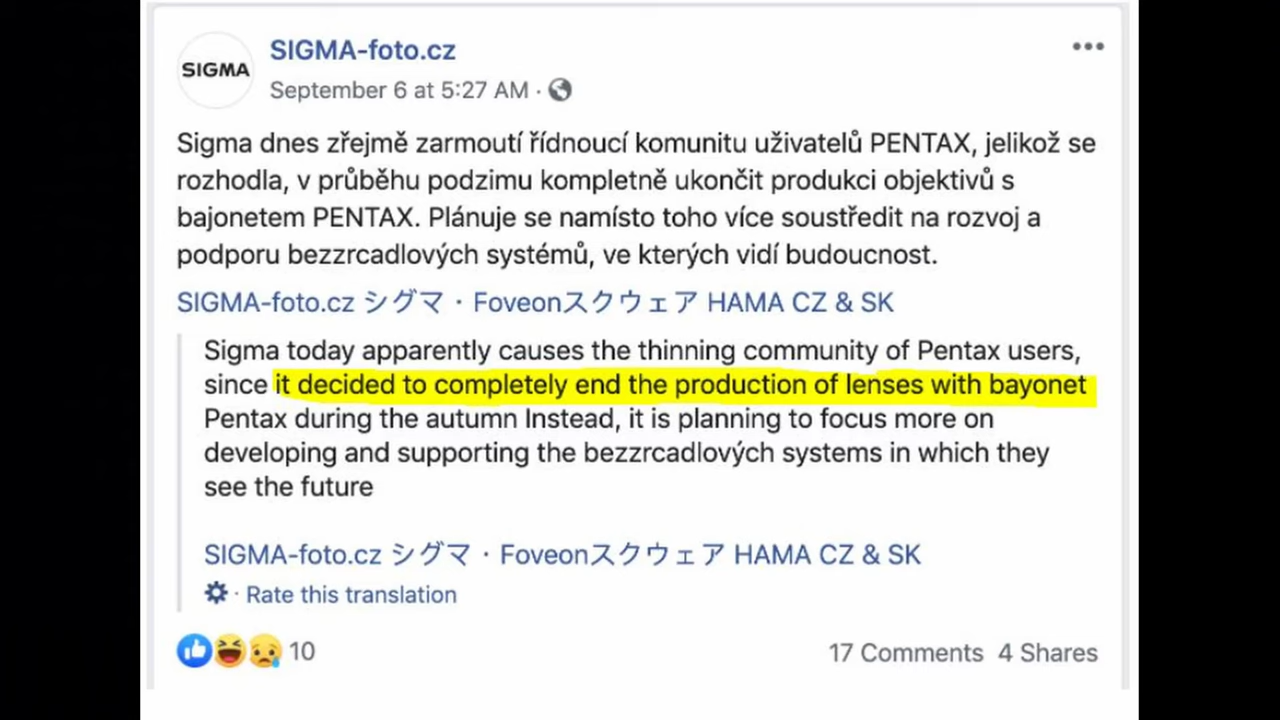 SIGMA
SIGMA-foto.cz
September 6 at 5:27 AM ·
Sigma dnes zřejmě zarmoutí řídnoucí komunitu uživatelů PENTAX, jelikož se
rozhodla, v průběhu podzimu kompletně ukončit produkci objektivů s
bajonetem PENTAX. Plánuje se namísto toho více soustředit na rozvoj a
podporu bezzrcadlových systémů, ve kterých vidí budoucnost.
SIGMA-foto.cz シグマ・Foveonスクウェア HAMA CZ & SK
Sigma today apparently causes the thinning community of Pentax users,
since it decided to completely end the production of lenses with bayonet
Pentax during the autumn Instead, it is planning to focus more on
developing and supporting the bezzrcadlových systems in which they
see the future
SIGMA-foto.cz シグマ・Foveonスクウェア HAMA CZ & SK
· Rate this translation
10
17 Comments 4 Shares